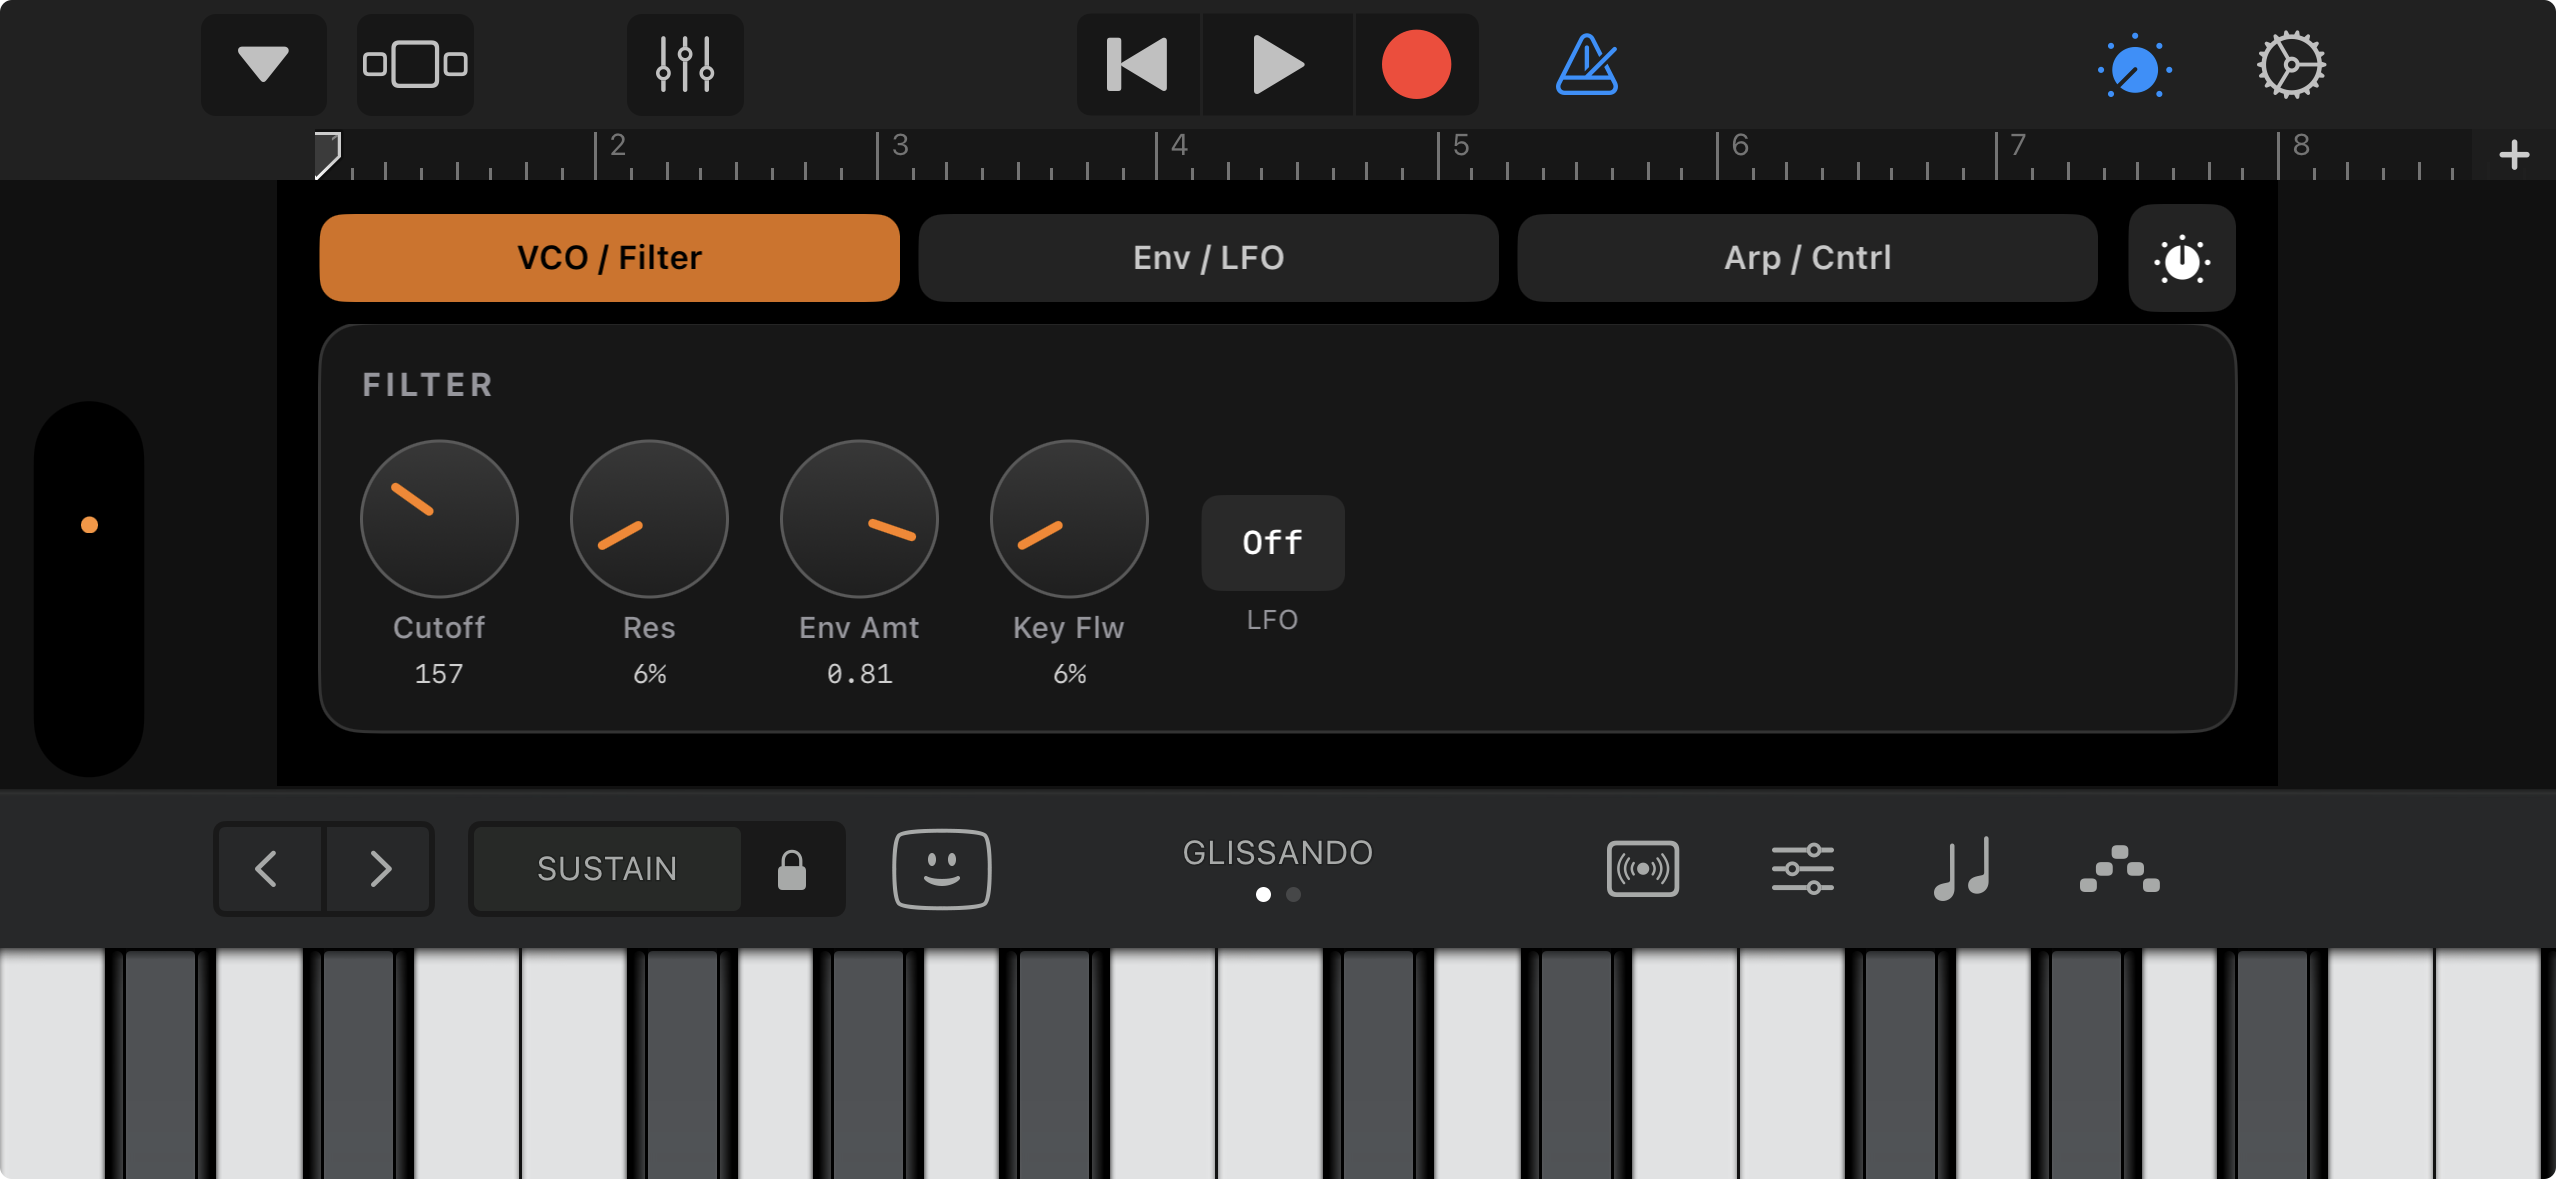 1 2 3 4 5 6 7 8
VCO / Filter
Env / LFO
Arp / Cntrl
FILTER
Cutoff
157
Res
6%
Env Amt
0.81
Key Flw
6%
Off
LFO
SUSTAIN
GLISSANDO